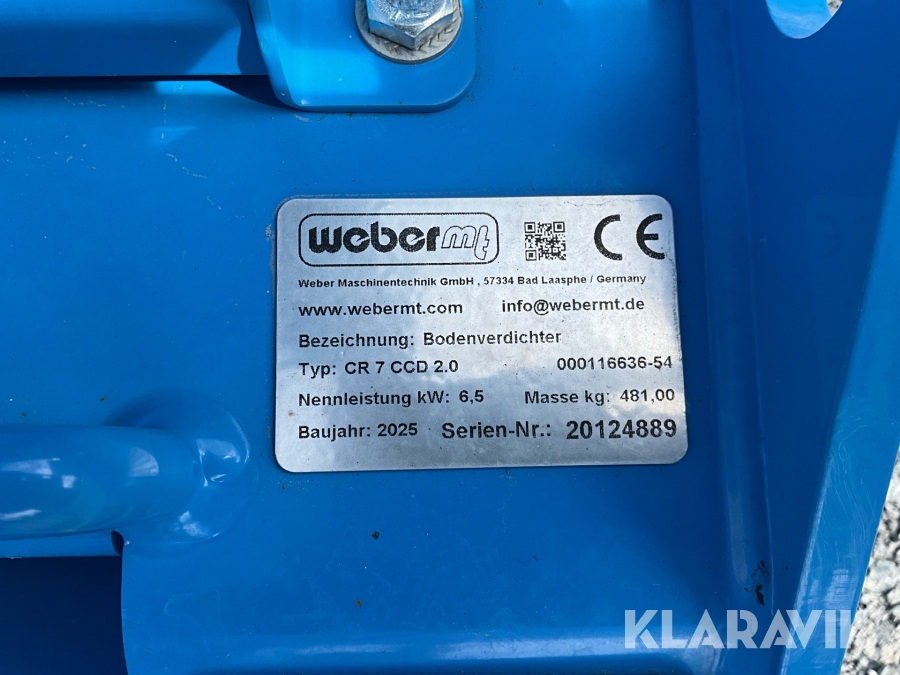 weber mt
CE
Weber Maschinentechnik GmbH , 57334 Bad Laasphe / Germany
www.webermt.com info@webermt.de
Bezeichnung: Bodenverdichter
Typ: CR 7 CCD 2.0 000116636-54
Nennleistung kW: 6,5 Masse kg: 481,00
Baujahr: 2025 Serien-Nr.: 20124889
KLARAVIK